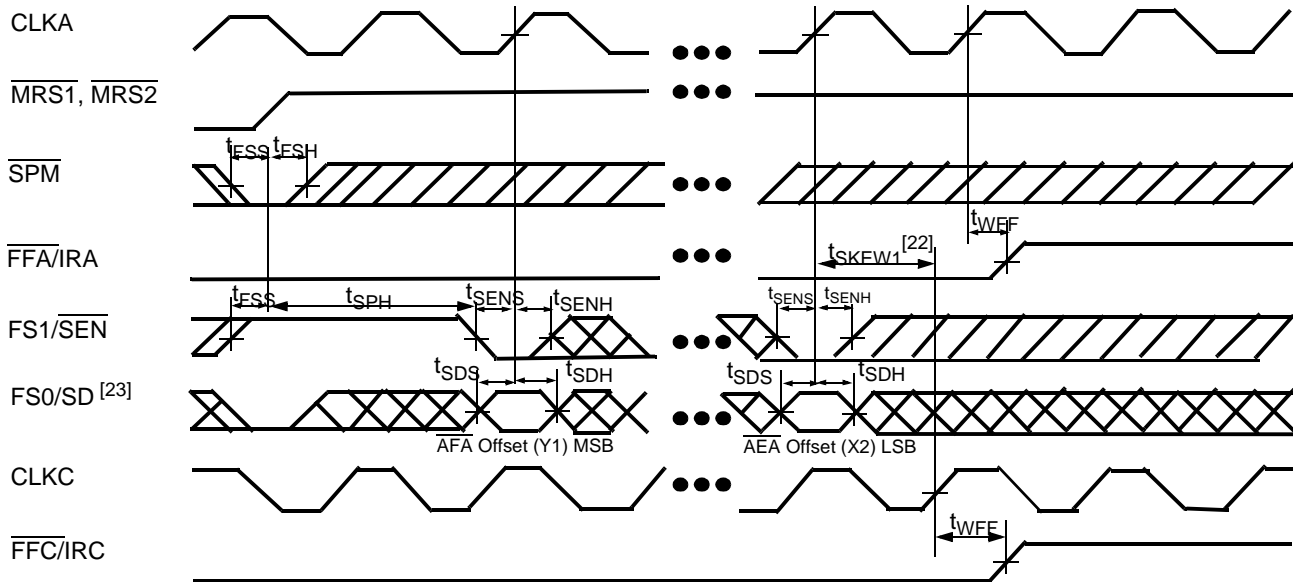 CLKA
MRS1, MRS2
tFSS tFSH
SPM
tWFF
FFA/IRA
tSKEW1[22]
tFSS tSPH tSENS tSENH tSENS tSENH
FS1/SEN
tSDS tSDH tSDS tSDH
FS0/SD [23]
AFA Offset (Y1) MSB AEA Offset (X2) LSB
CLKC
tWFF
FFC/IRC